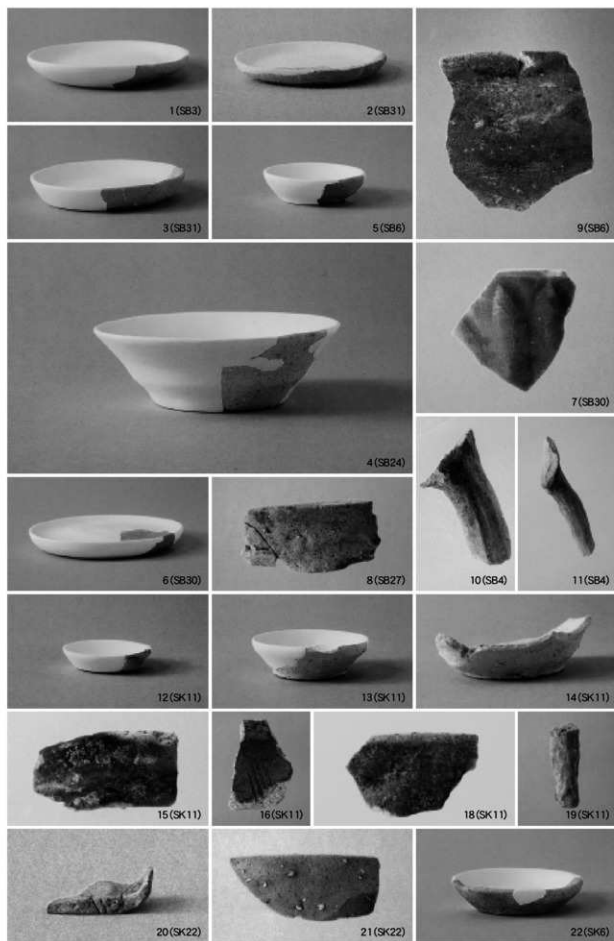 1(SB3)
2(SB31)
9(SB6)
3(SB31)
5(SB6)
4(SB24)
7(SB30)
6(SB30)
8(SB27)
10(SB4)
11(SB4)
12(SK11)
13(SK11)
14(SK11)
15(SK11)
16(SK11)
18(SK11)
19(SK11)
20(SK22)
21(SK22)
22(SK6)